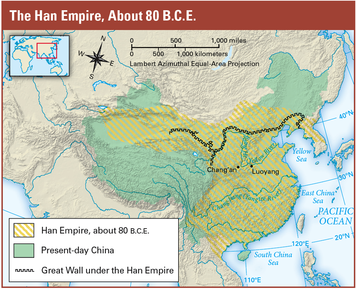 The Han Empire, About 80 B.C.E.
0 500 1,000 miles
0 500 1,000 kilometers
Lambert Azimuthal Equal-Area Projection
N
W
E
S
40°N
Yellow
Sea
Chang'an
Luoyang
30°N
East China
Sea
PACIFIC
OCEAN
20°N
120°E
South China
Sea
110°E
Han Empire, about 80 B.C.E.
Present-day China
Great Wall under the Han Empire